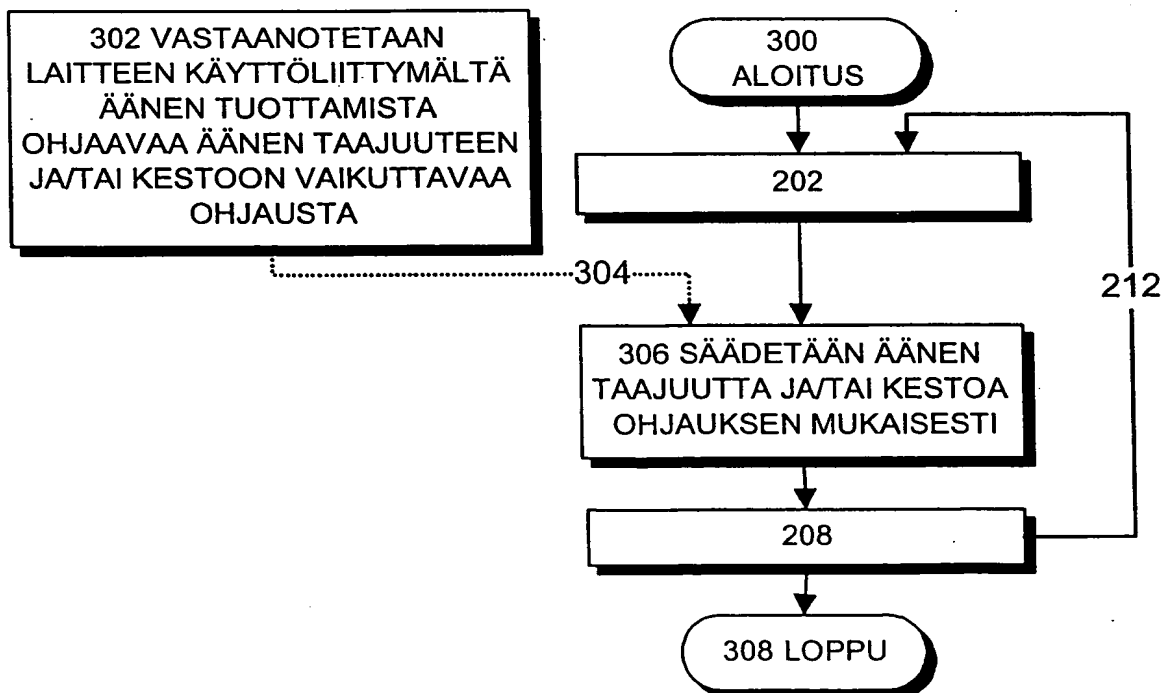 302 VASTAANOTETAAN
LAITTEEN KÄYTTÖLIITTYMÄLTÄ
ÄÄNEN TUOTTAMISTA
OHJAAVAA ÄÄNEN TAAJUUTEEN
JA/TAI KESTOON VAIKUTTAVAA
OHJAUSTA
300
ALOITUS
202
304
212
306 SÄÄDETÄÄN ÄÄNEN
TAAJUUTTA JA/TAI KESTOA
OHJAUKSEN MUKAISESTI
208
308 LOPPU